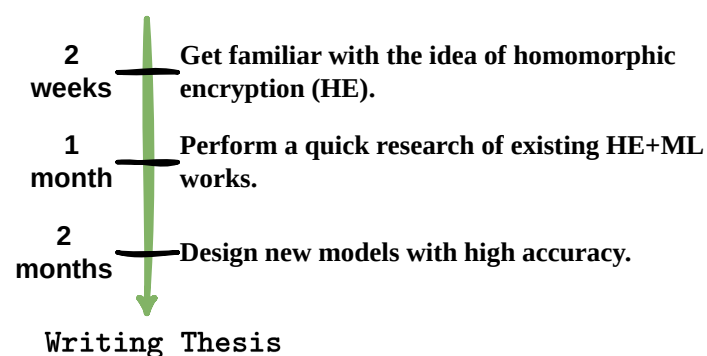 2
weeks
Get familiar with the idea of homomorphic
encryption (HE).
1
month
Perform a quick research of existing HE+ML
works.
2
months
Design new models with high accuracy.
Writing Thesis